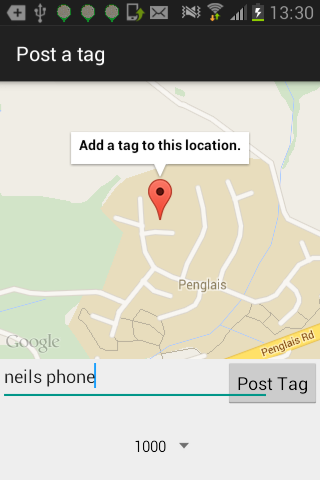 13:30
Post a tag
Add a tag to this location.
Penglais
Penglais Rd
Google
neils phone
Post Tag
1000